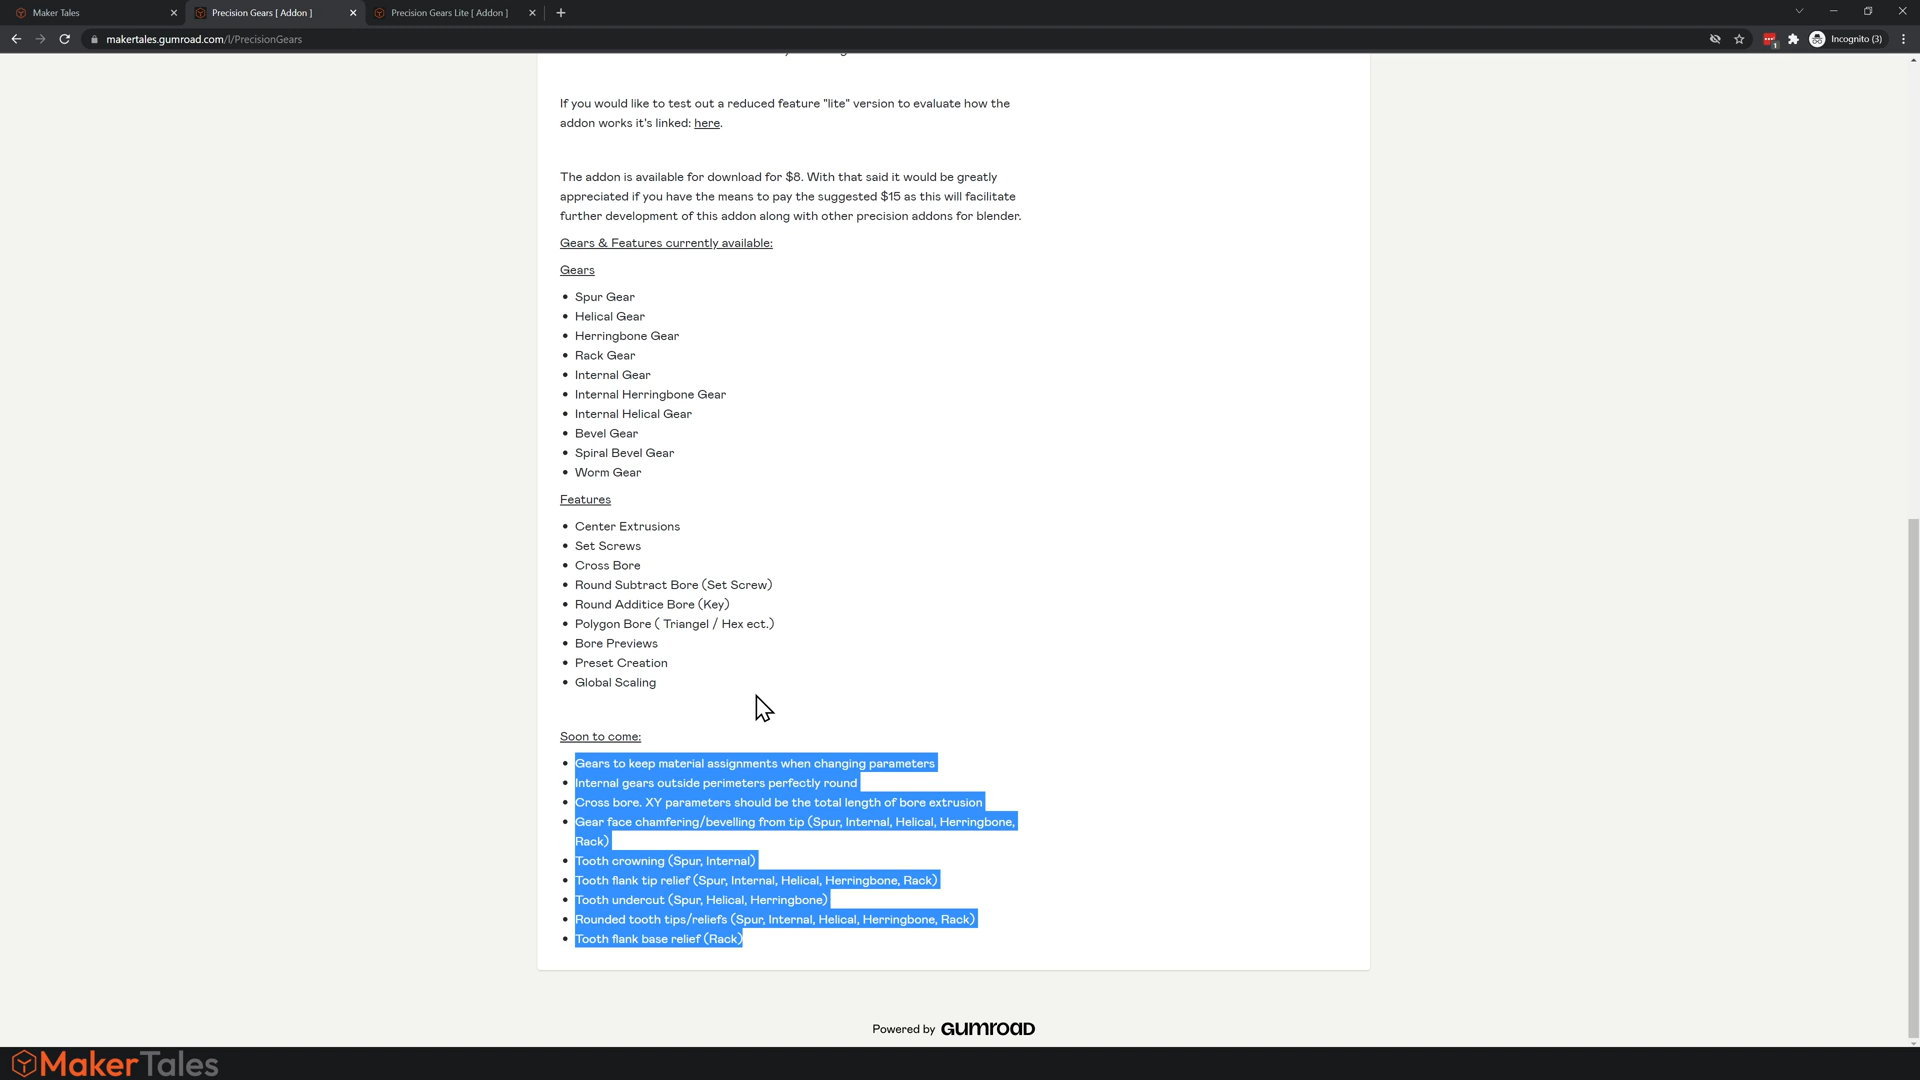 Maker Tales
Precision Gears [ Addon ]
Precision Gears Lite [ Addon ]
makertales.gumroad.com/l/PrecisionGears
1
Incognito (3)
If you would like to test out a reduced feature "lite" version to evaluate how the
addon works it's linked: here.
The addon is available for download for $8. With that said it would be greatly
appreciated if you have the means to pay the suggested $15 as this will facilitate
further development of this addon along with other precision addons for blender.
Gears & Features currently available:
Gears
Spur Gear
Helical Gear
Herringbone Gear
Rack Gear
Internal Gear
Internal Herringbone Gear
Internal Helical Gear
Bevel Gear
Spiral Bevel Gear
Worm Gear
Features
Center Extrusions
Set Screws
Cross Bore
Round Subtract Bore (Set Screw)
Round Additice Bore (Key)
Polygon Bore ( Triangel / Hex ect.)
Bore Previews
Preset Creation
Global Scaling
Soon to come:
Gears to keep material assignments when changing parameters
Internal gears outside perimeters perfectly round
Cross bore. XY parameters should be the total length of bore extrusion
Gear face chamfering/bevelling from tip (Spur, Internal, Helical, Herringbone,
Rack)
Tooth crowning (Spur, Internal)
Tooth flank tip relief (Spur, Internal, Helical, Herringbone, Rack)
Tooth undercut (Spur, Helical, Herringbone)
Rounded tooth tips/reliefs (Spur, Internal, Helical, Herringbone, Rack)
Tooth flank base relief (Rack)
Powered by GUMROAD
MakerTales